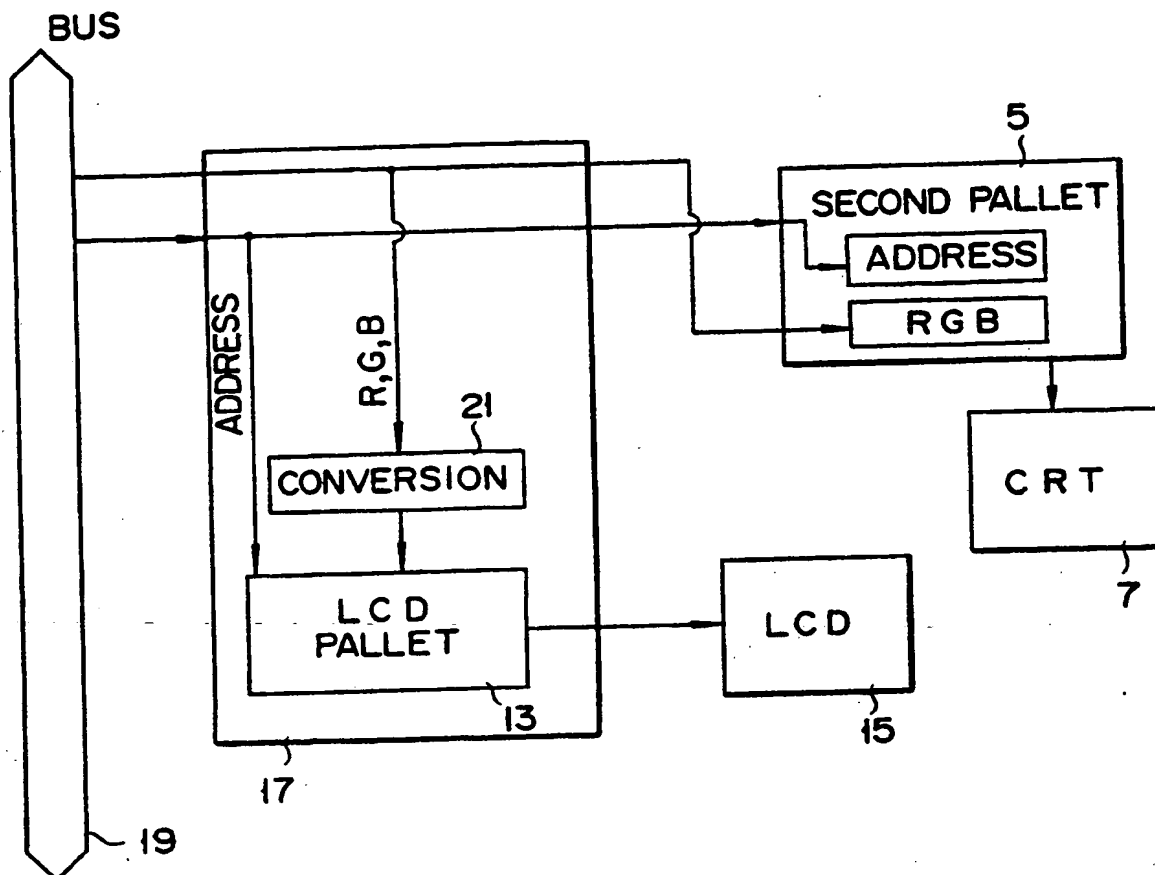 BUS
5
SECOND PALLET
ADDRESS
RGB
ADDRESS
R,G,B
21
CONVERSION
CRT
7
LCD
PALLET
13
LCD
15
17
19